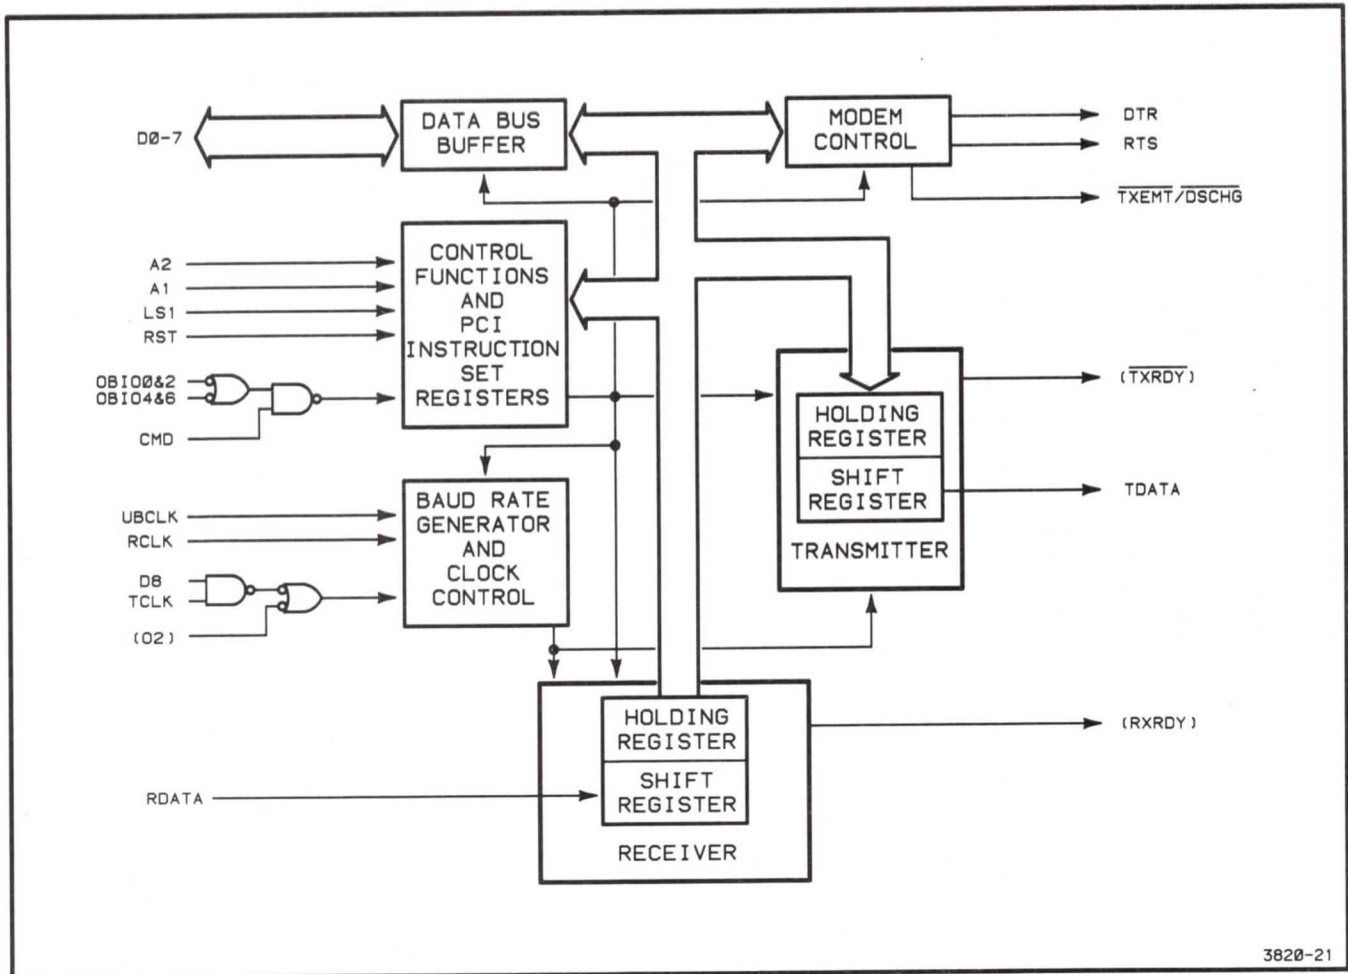 D0-7
DATA BUS
BUFFER
MODEM
CONTROL
DTR
RTS
TXEMT/DSCHG
A2
A1
LS1
RST
OBIO0&2
OBIO4&6
CMD
CONTROL
FUNCTIONS
AND
PCI
INSTRUCTION
SET
REGISTERS
(TXRDY)
HOLDING
REGISTER
SHIFT
REGISTER
TRANSMITTER
TDATA
UBCLK
RCLK
D8
TCLK
(02)
BAUD RATE
GENERATOR
AND
CLOCK
CONTROL
HOLDING
REGISTER
SHIFT
REGISTER
RECEIVER
(RXRDY)
RDATA
3820-21